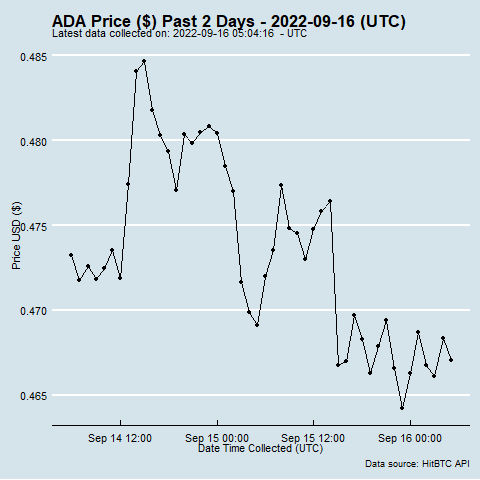 ADA Price ($) Past 2 Days - 2022-09-16 (UTC)
Latest data collected on: 2022-09-16 05:04:16 - UTC
0.485
0.480
0.475
0.470
0.465
Price USD ($)
Sep 14 12:00 Sep 15 00:00 Sep 15 12:00 Sep 16 00:00
Date Time Collected (UTC)
Data source: HitBTC API